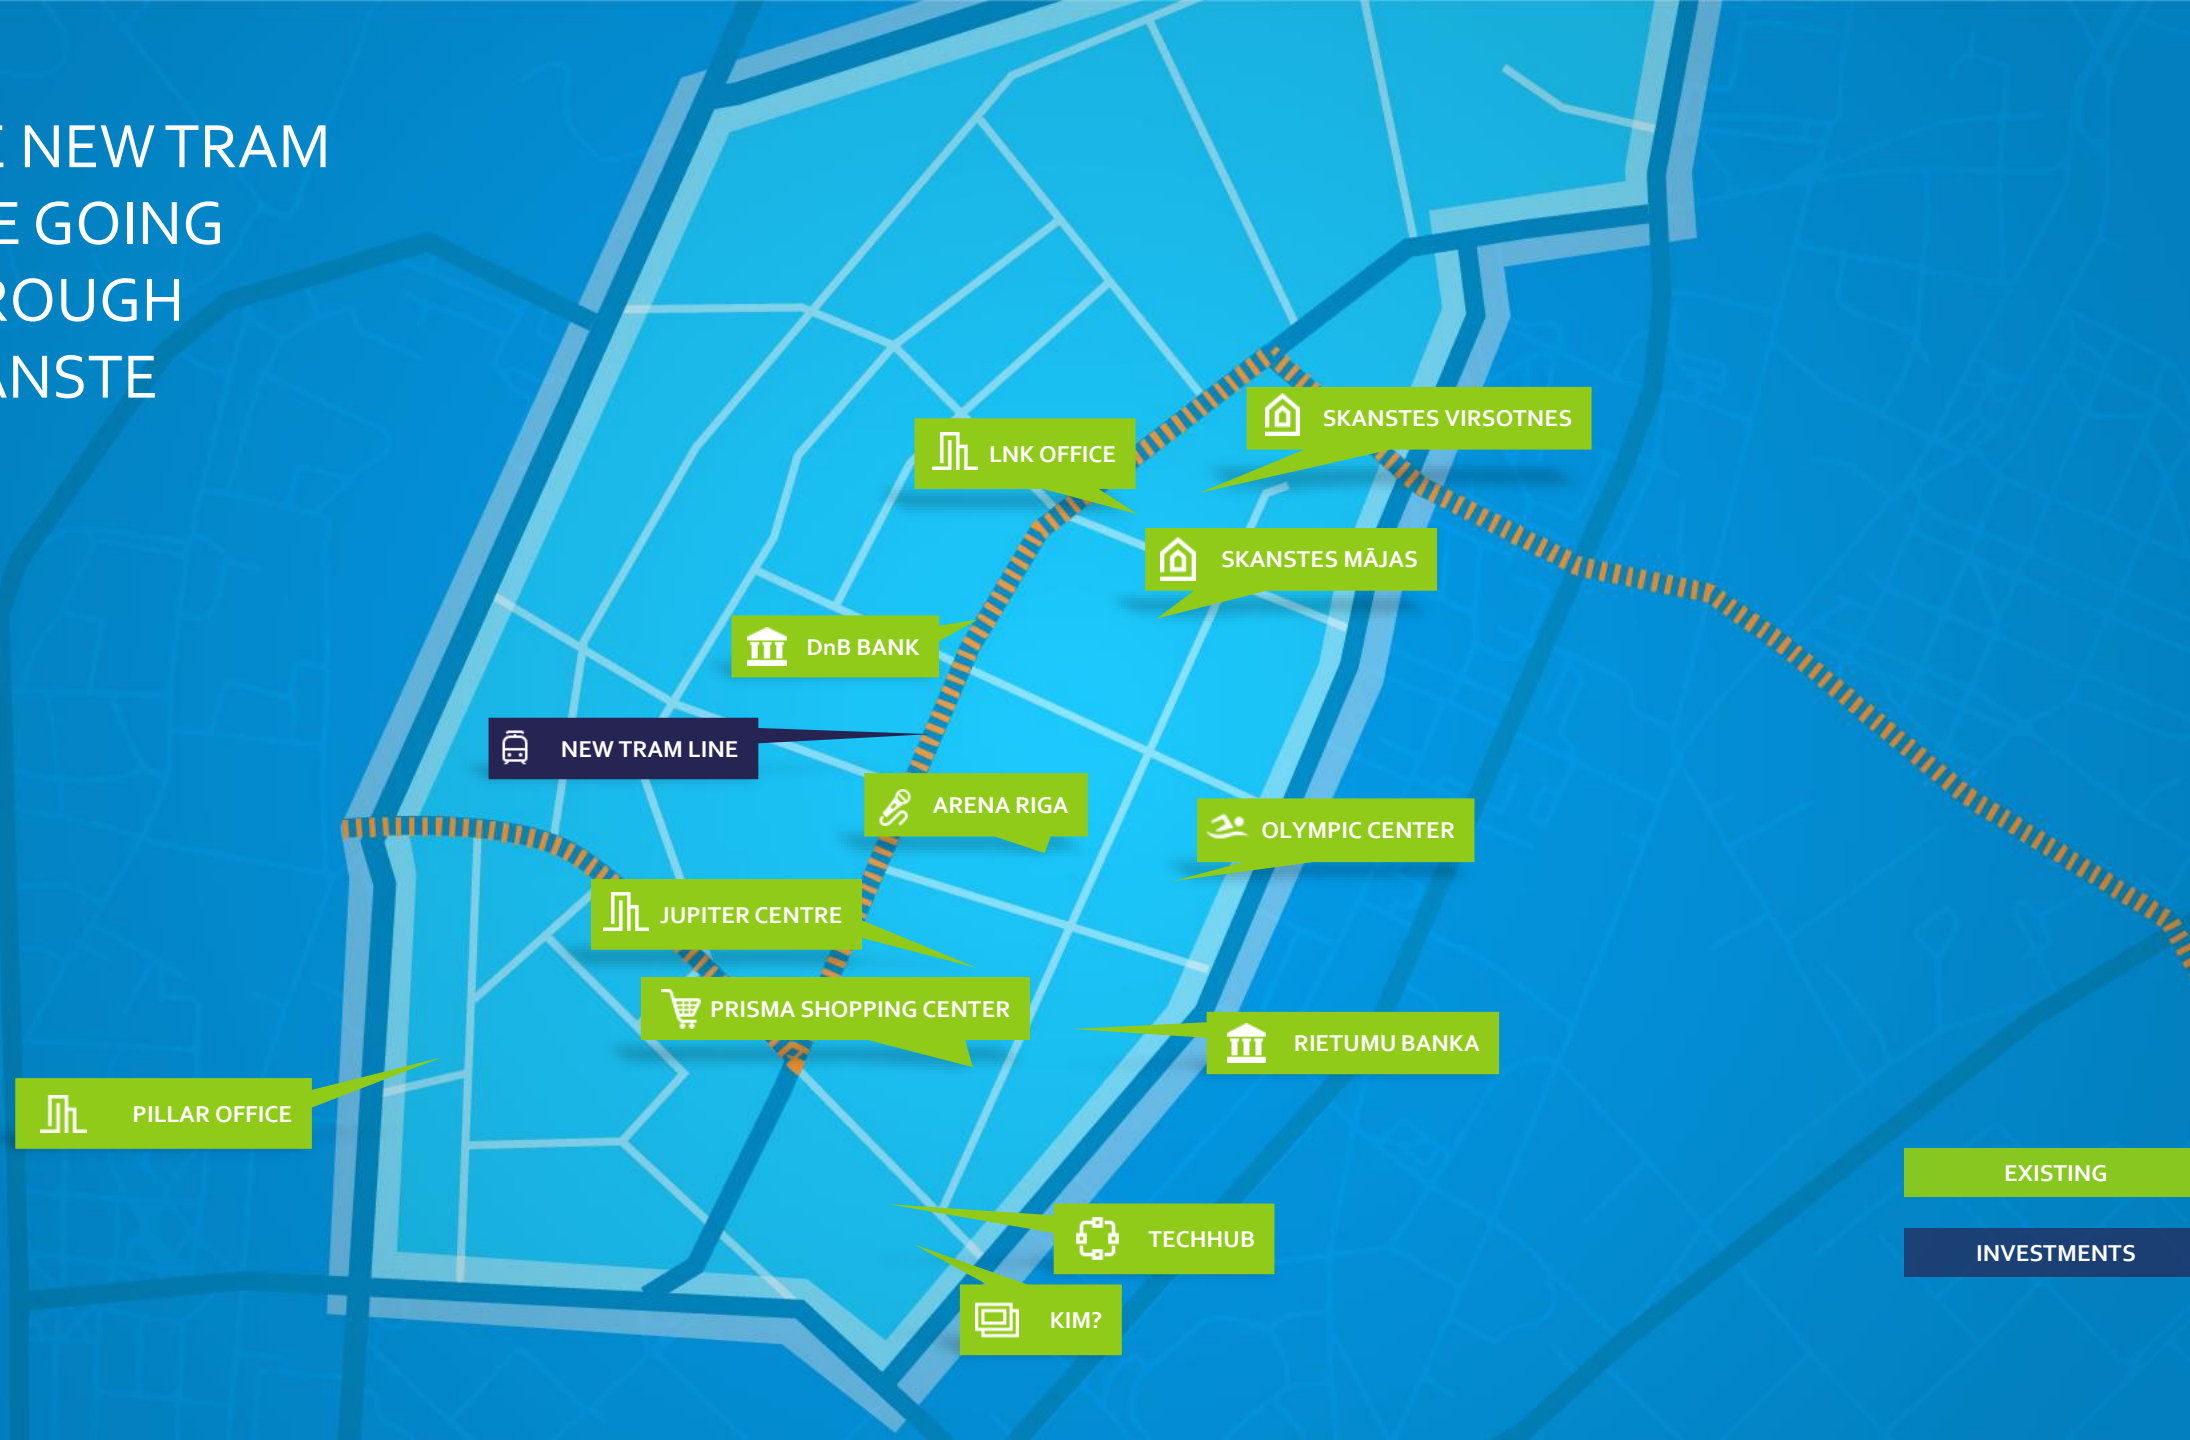 NEW TRAM
E GOING
ROUGH
ANSTE
SKANSTES VIRSOTNES
LNK OFFICE
SKANSTES MĀJAS
DnB BANK
NEW TRAM LINE
ARENA RIGA
OLYMPIC CENTER
JUPITER CENTRE
PRISMA SHOPPING CENTER
RIETUMU BANKA
PILLAR OFFICE
EXISTING
TECHHUB
INVESTMENTS
KIM?